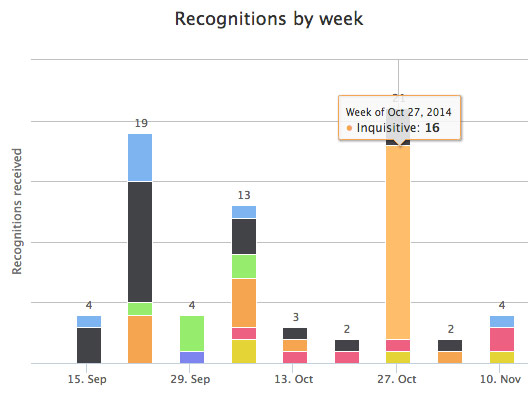 Recognitions by week
Recognitions received
4
19
4
13
3
2
21
2
4
Week of Oct 27, 2014
Inquisitive: 16
15. Sep
29. Sep
13. Oct
27. Oct
10. Nov